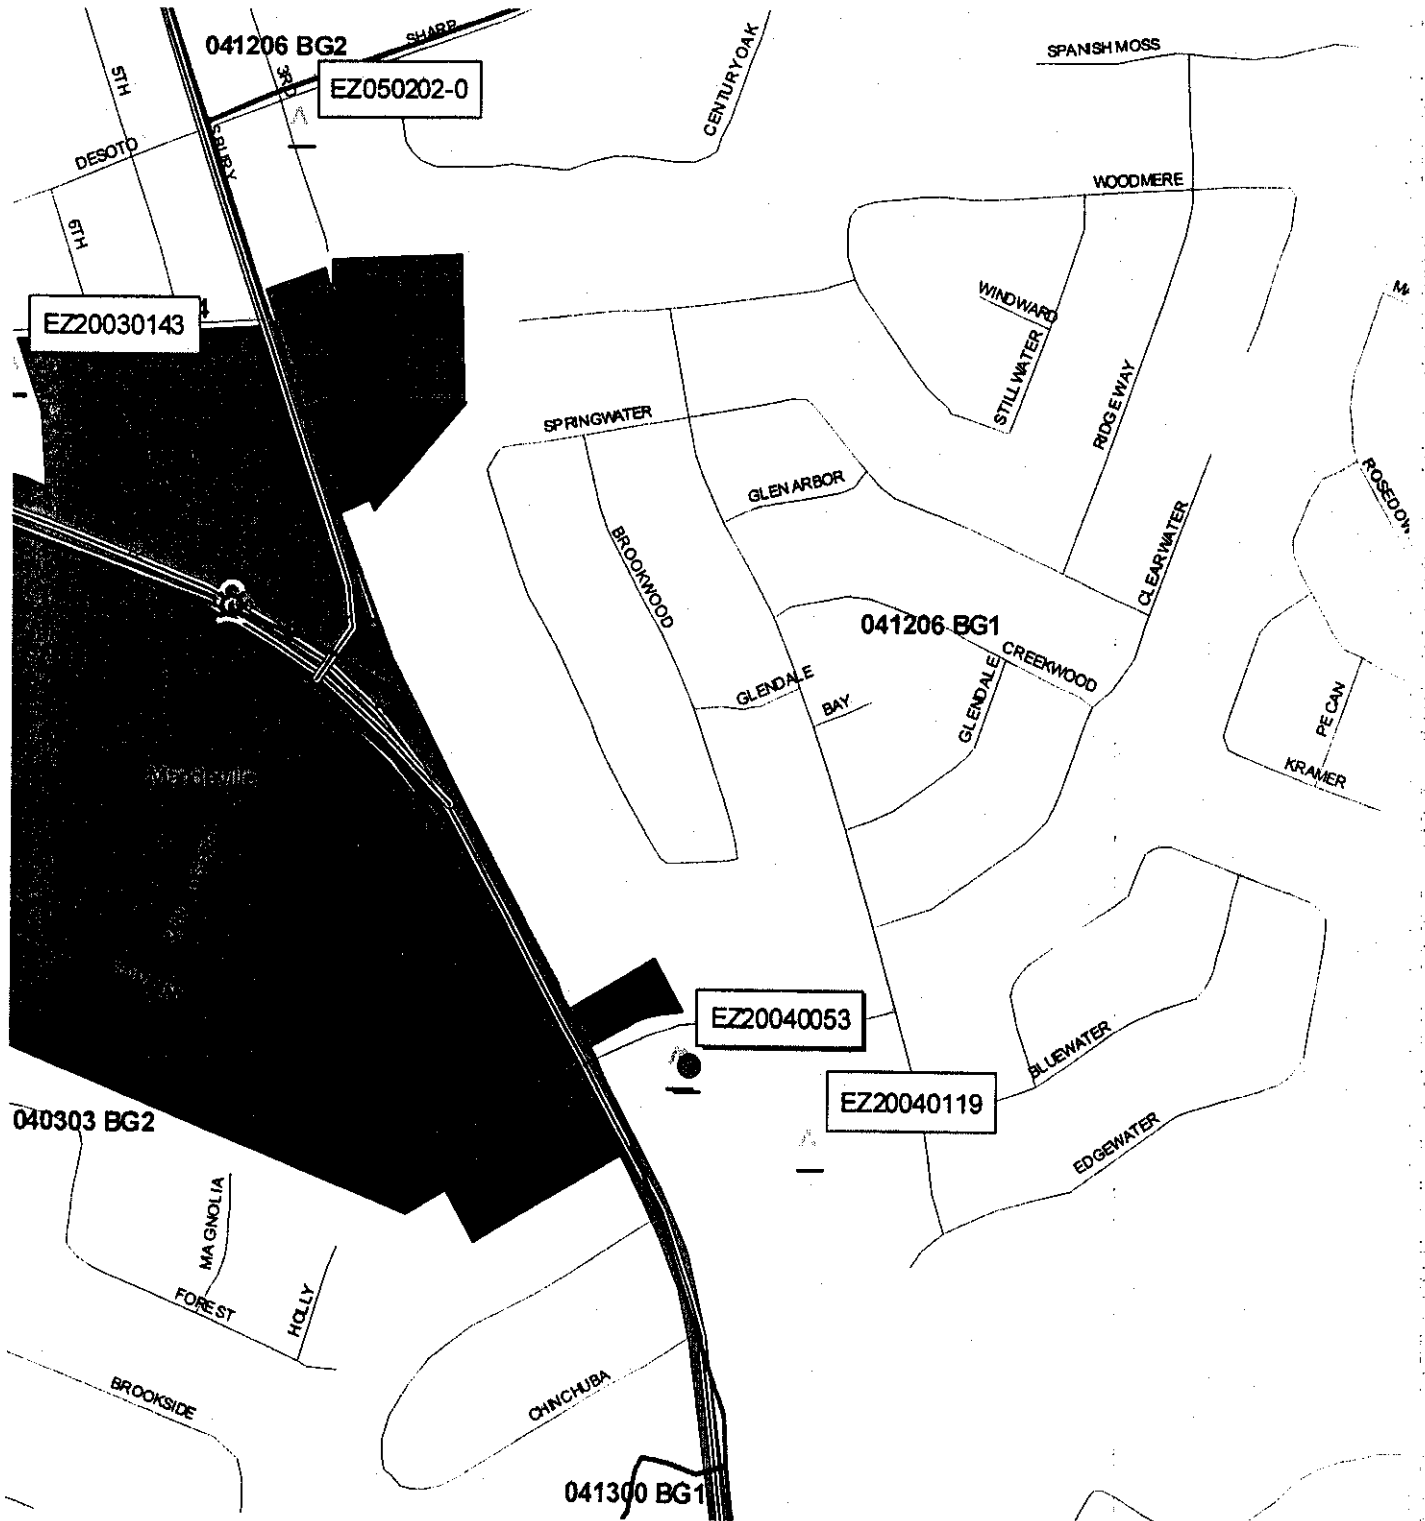 041206 BG2
SHARP
5TH
3RD
EZ050202-0
CENTURY OAK
SPANISH MOSS
DESOTO
SBURY
WOODMERE
6TH
EZ20030143
WINDWARD
STILLWATER
RIDGEWAY
SPRINGWATER
GLEN ARBOR
ROSEDOW
BROOKWOOD
CLEARWATER
041206 BG1
CREEKWOOD
GLENDALE
GLENDALE
BAY
PECAN
KRAMER
EZ20040053
BLUEWATER
EZ20040119
040303 BG2
EDGEWATER
MAGNOLIA
FOREST
HOLLY
BROOKSIDE
CHINCHUBA
041300 BG1